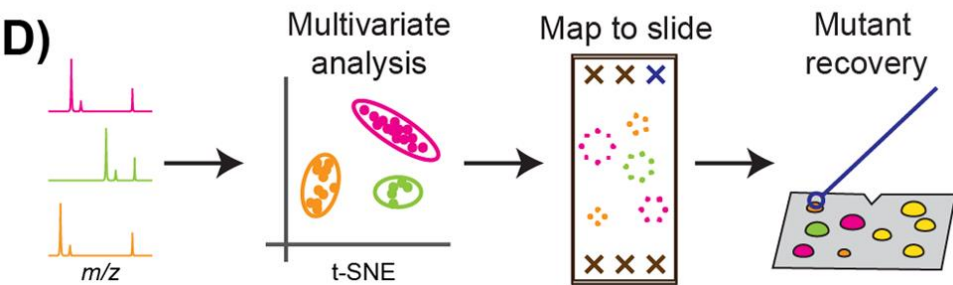 D)
Multivariate
analysis
Map to slide
Mutant
recovery
m/z
t-SNE